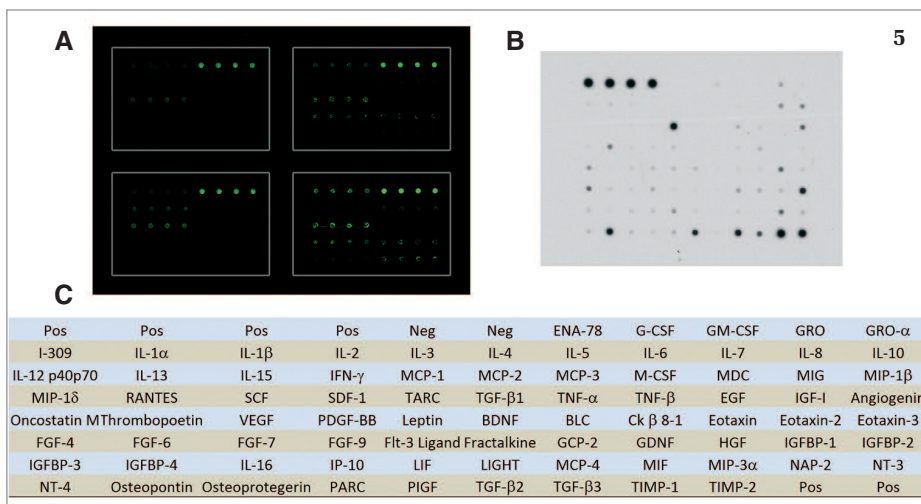 A
B
5
C
Pos Pos Pos Pos Neg Neg ENA-78 G-CSF GM-CSF GRO GRO-α
I-309 IL-1α IL-1β IL-2 IL-3 IL-4 IL-5 IL-6 IL-7 IL-8 IL-10
IL-12 p40p70 IL-13 IL-15 IFN-γ MCP-1 MCP-2 MCP-3 M-CSF MDC MIG MIP-1β
MIP-1δ RANTES SCF SDF-1 TARC TGF-β1 TNF-α TNF-β EGF IGF-I Angiogenin
Oncostatin M Thrombopoetin VEGF PDGF-BB Leptin BDNF BLC Ck β 8-1 Eotaxin Eotaxin-2 Eotaxin-3
FGF-4 FGF-6 FGF-7 FGF-9 Flt-3 Ligand Fractalkine GCP-2 GDNF HGF IGFBP-1 IGFBP-2
IGFBP-3 IGFBP-4 IL-16 IP-10 LIF LIGHT MCP-4 MIF MIP-3α NAP-2 NT-3
NT-4 Osteopontin Osteoprotegerin PARC PIGF TGF-β2 TGF-β3 TIMP-1 TIMP-2 Pos Pos